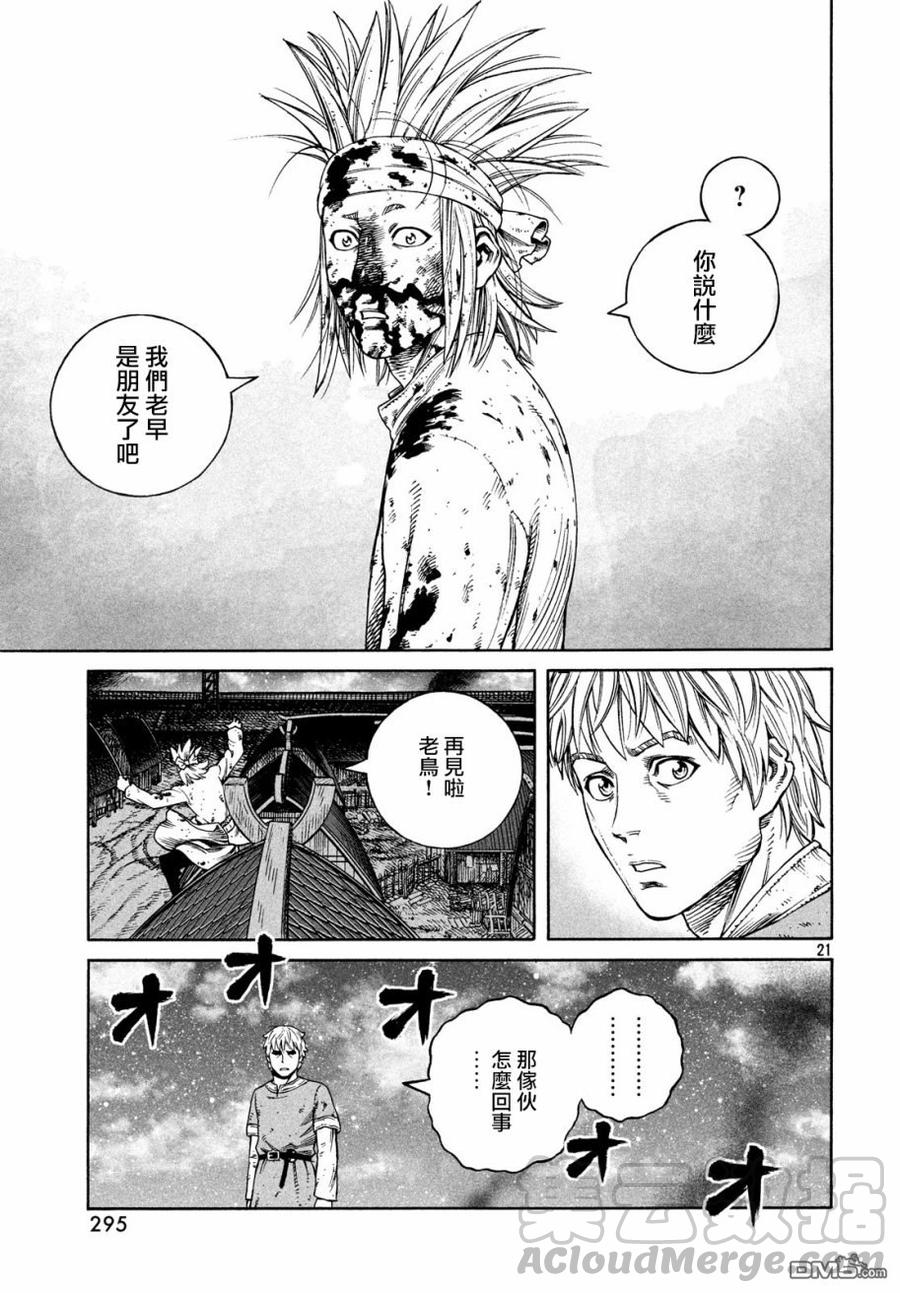 ？
你説什麼
我們老早
是朋友了吧
再見啦
老鳥！
21
オ
オ
オ
オ
オ
…………
…………
那傢伙
怎麼回事
……
295
集云数据
ACloudMerge.com
DM5.com